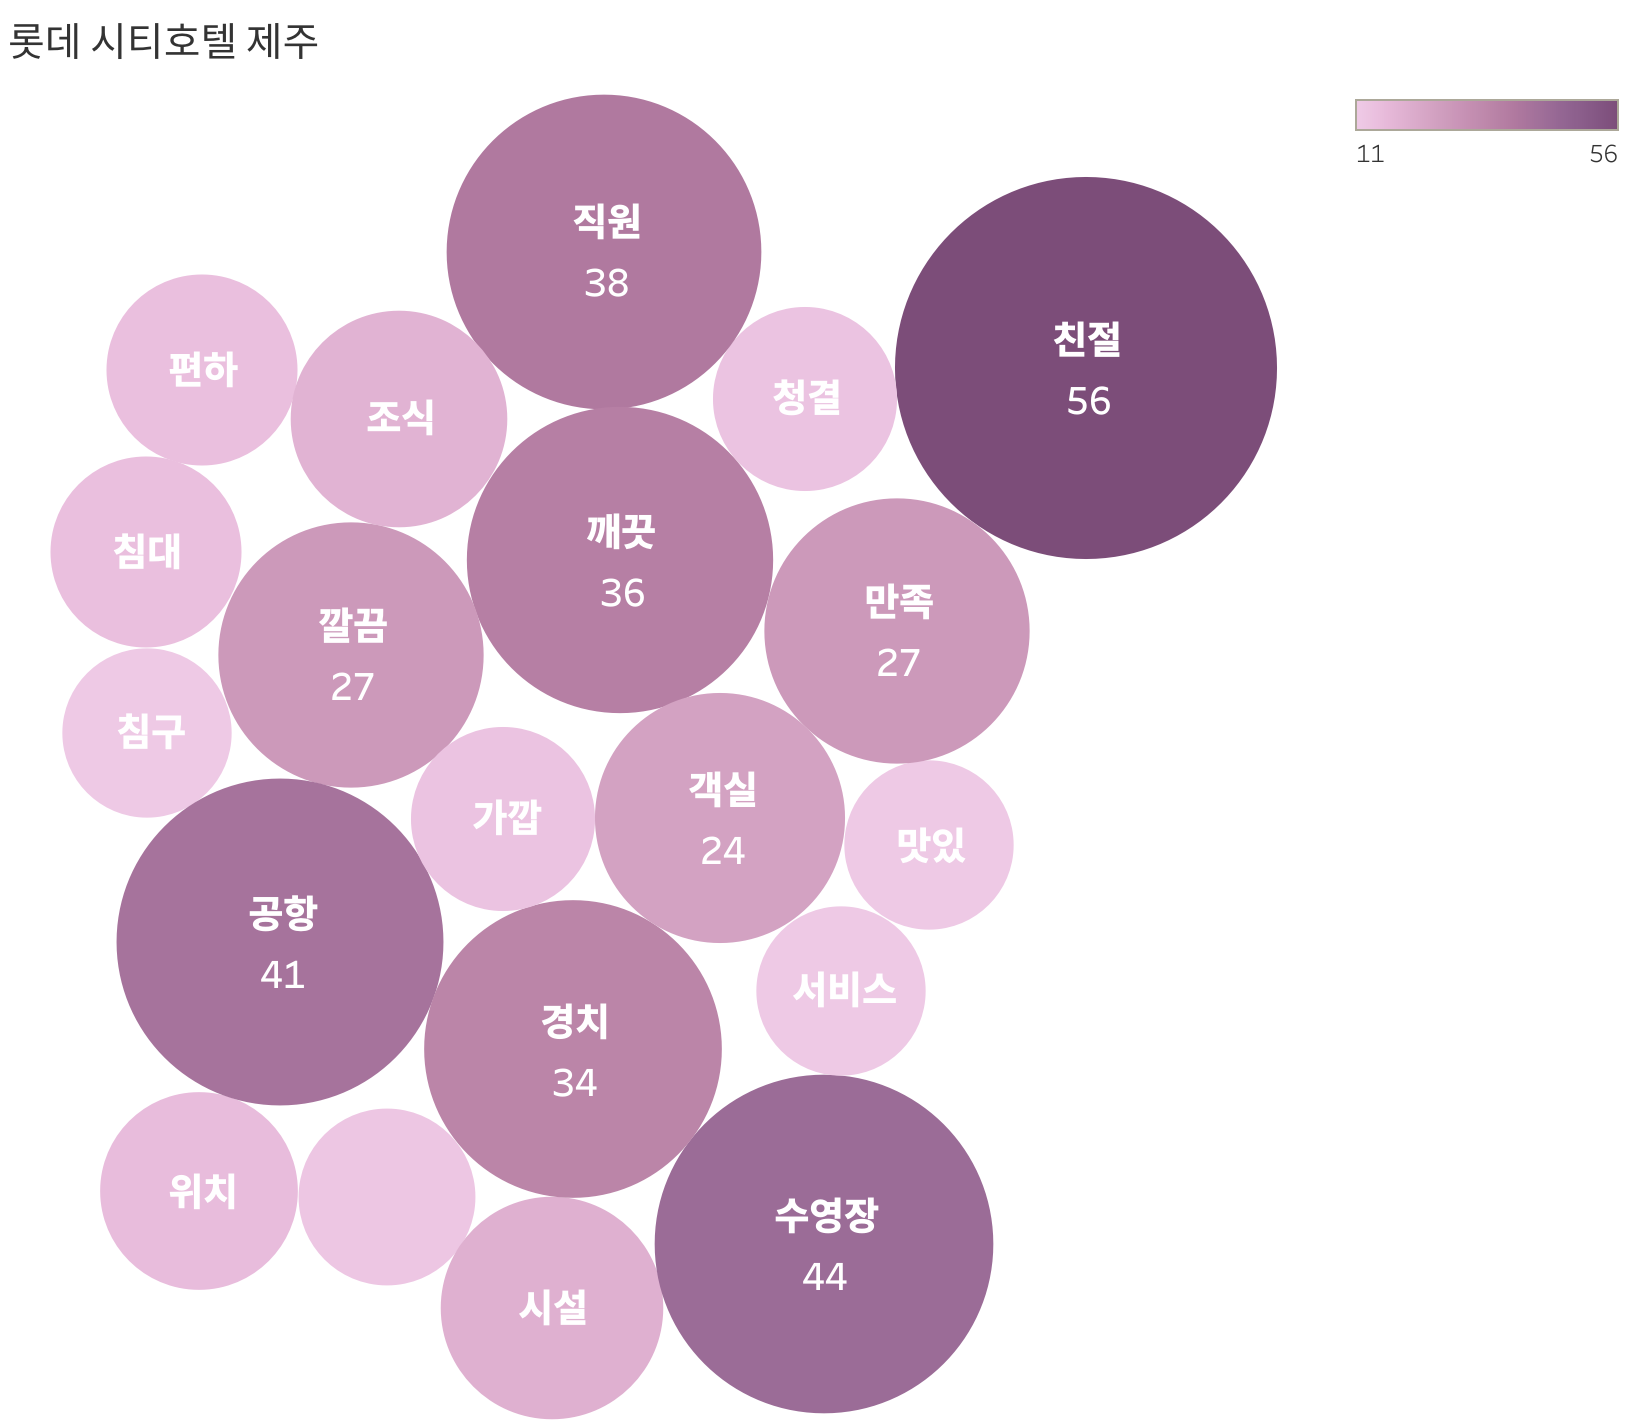 롯데 시티호텔 제주
11
56
직원
38
친절
56
편하
조식
청결
깨끗
36
침대
깔끔
27
만족
27
침구
가깝
객실
24
맛있
공항
41
서비스
경치
34
위치
수영장
44
시설